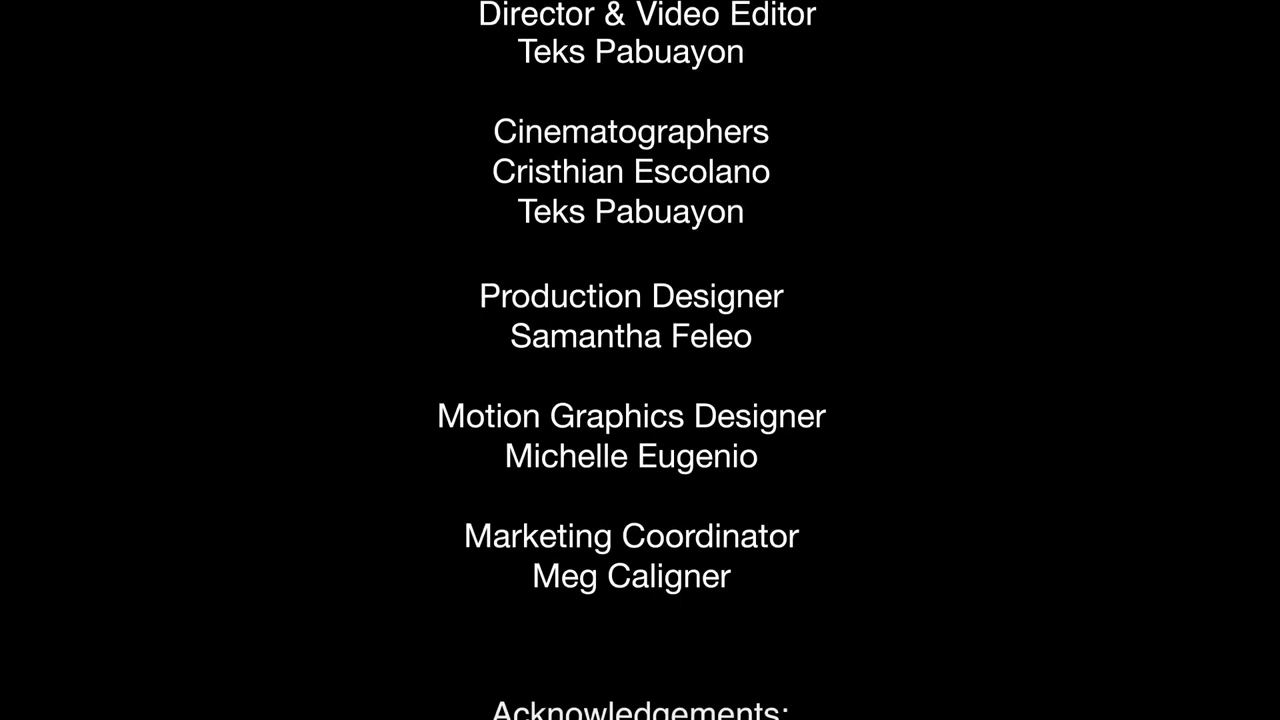 Director & Video Editor
Teks Pabuayon
Cinematographers
Cristhian Escolano
Teks Pabuayon
Production Designer
Samantha Feleo
Motion Graphics Designer
Michelle Eugenio
Marketing Coordinator
Meg Caligner
Acknowledgements: